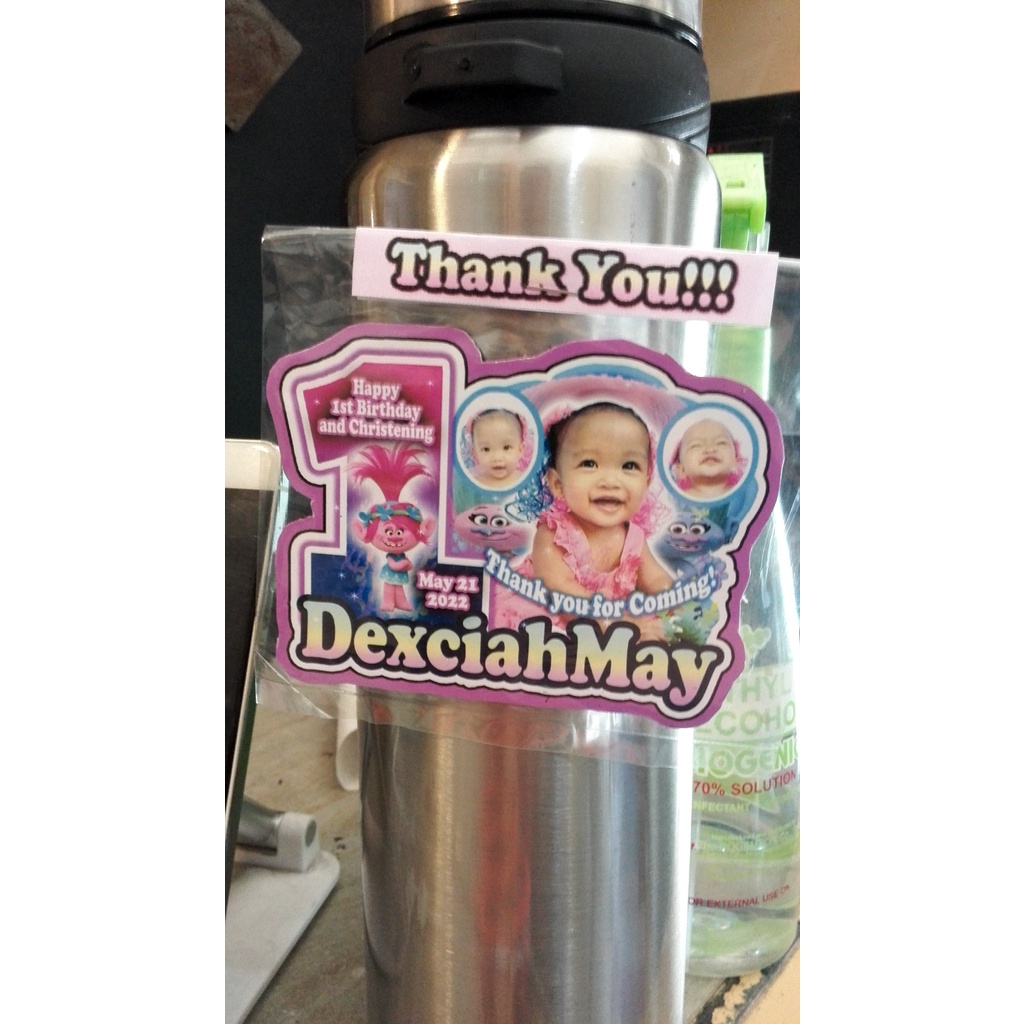 Thank You!!!
Happy
1st Birthday
and Christening
May 21
2022
Thank you for Coming!
DexciahMay
70% SOLUTION